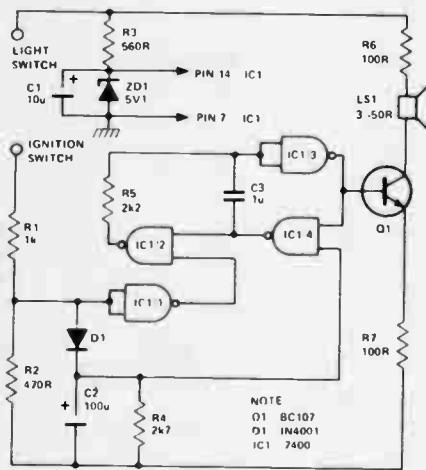 LIGHT
SWITCH
R3
560R
C1
10u
+
ZD1
5V1
PIN 14 IC1
PIN 7 IC1
R6
100R
LS1
3 -50R
IGNITION
SWITCH
R1
1k
R5
2k2
C3
1u
IC1/3
IC1/2
IC1/4
Q1
IC1/1
D1
R2
470R
C2
100u
+
R4
2k7
R7
100R
NOTE
Q1 BC107
D1 IN4001
IC1 7400